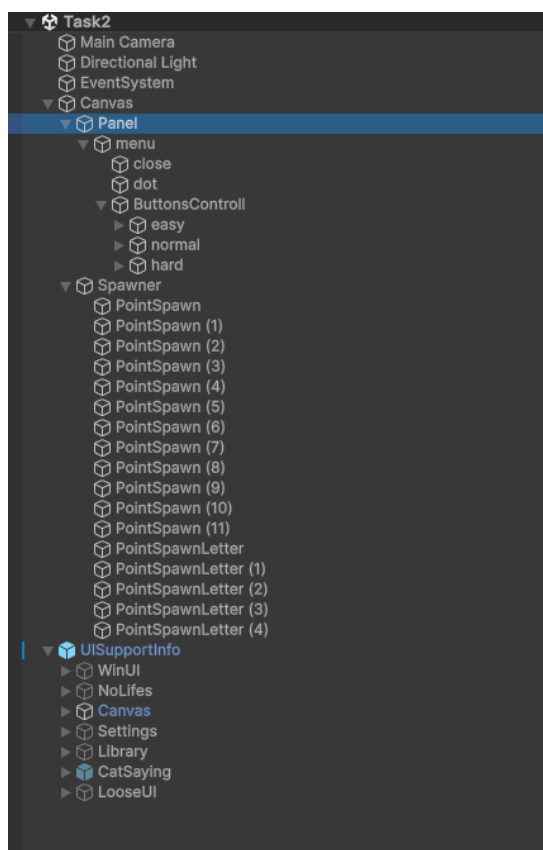 Task2
Main Camera
Directional Light
EventSystem
Canvas
Panel
menu
close
dot
ButtonsControll
easy
normal
hard
Spawner
PointSpawn
PointSpawn (1)
PointSpawn (2)
PointSpawn (3)
PointSpawn (4)
PointSpawn (5)
PointSpawn (6)
PointSpawn (7)
PointSpawn (8)
PointSpawn (9)
PointSpawn (10)
PointSpawn (11)
PointSpawnLetter
PointSpawnLetter (1)
PointSpawnLetter (2)
PointSpawnLetter (3)
PointSpawnLetter (4)
UISupportInfo
WinUI
NoLifes
Canvas
Settings
Library
CatSaying
LooseUI